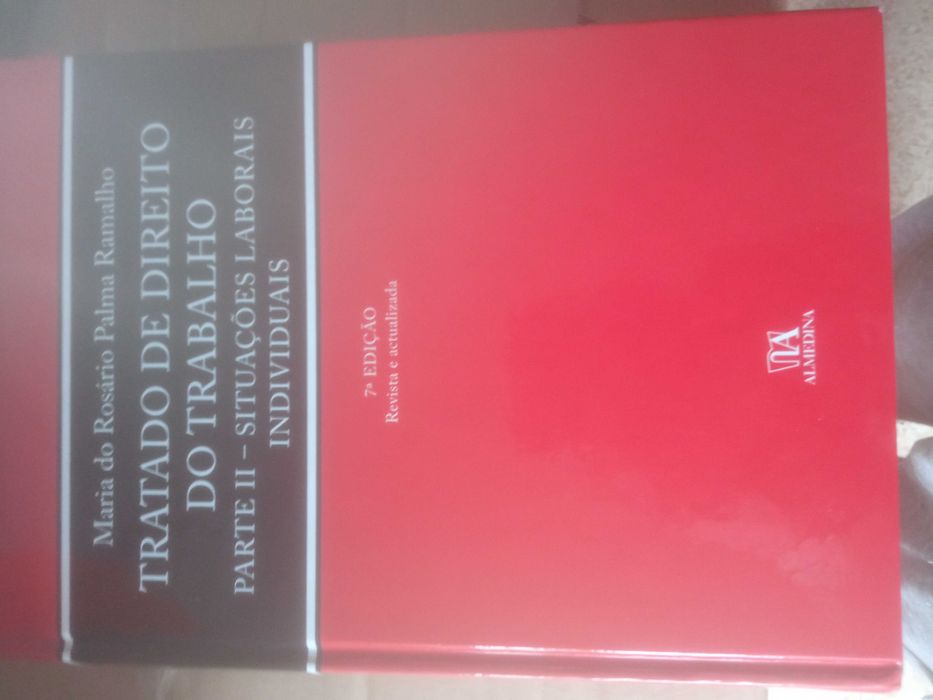 Maria do Rosário Palma Ramalho
TRATADO DE DIREITO
DO TRABALHO
PARTE II – SITUAÇÕES LABORAIS
INDIVIDUAIS
7ª EDIÇÃO
Revista e actualizada
ALMEDINA